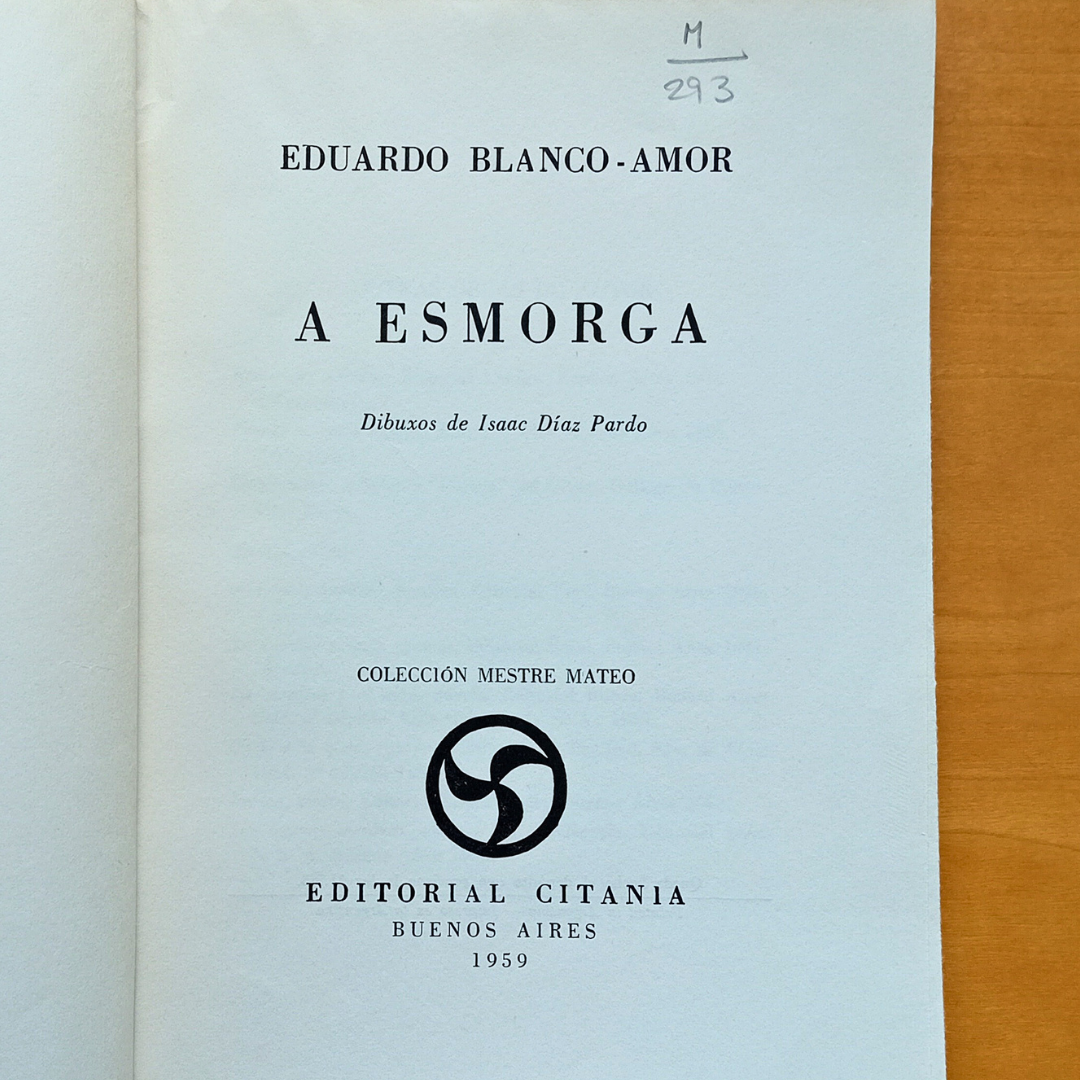 M
293
EDUARDO BLANCO-AMOR
A ESMORGA
Dibuxos de Isaac Díaz Pardo
COLECCIÓN MESTRE MATEO
EDITORIAL CITANIA
BUENOS AIRES
1959